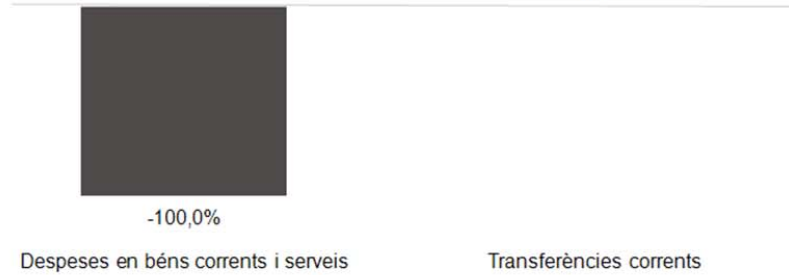 -100,0%
Despeses en béns corrents i serveis
Transferències corrents